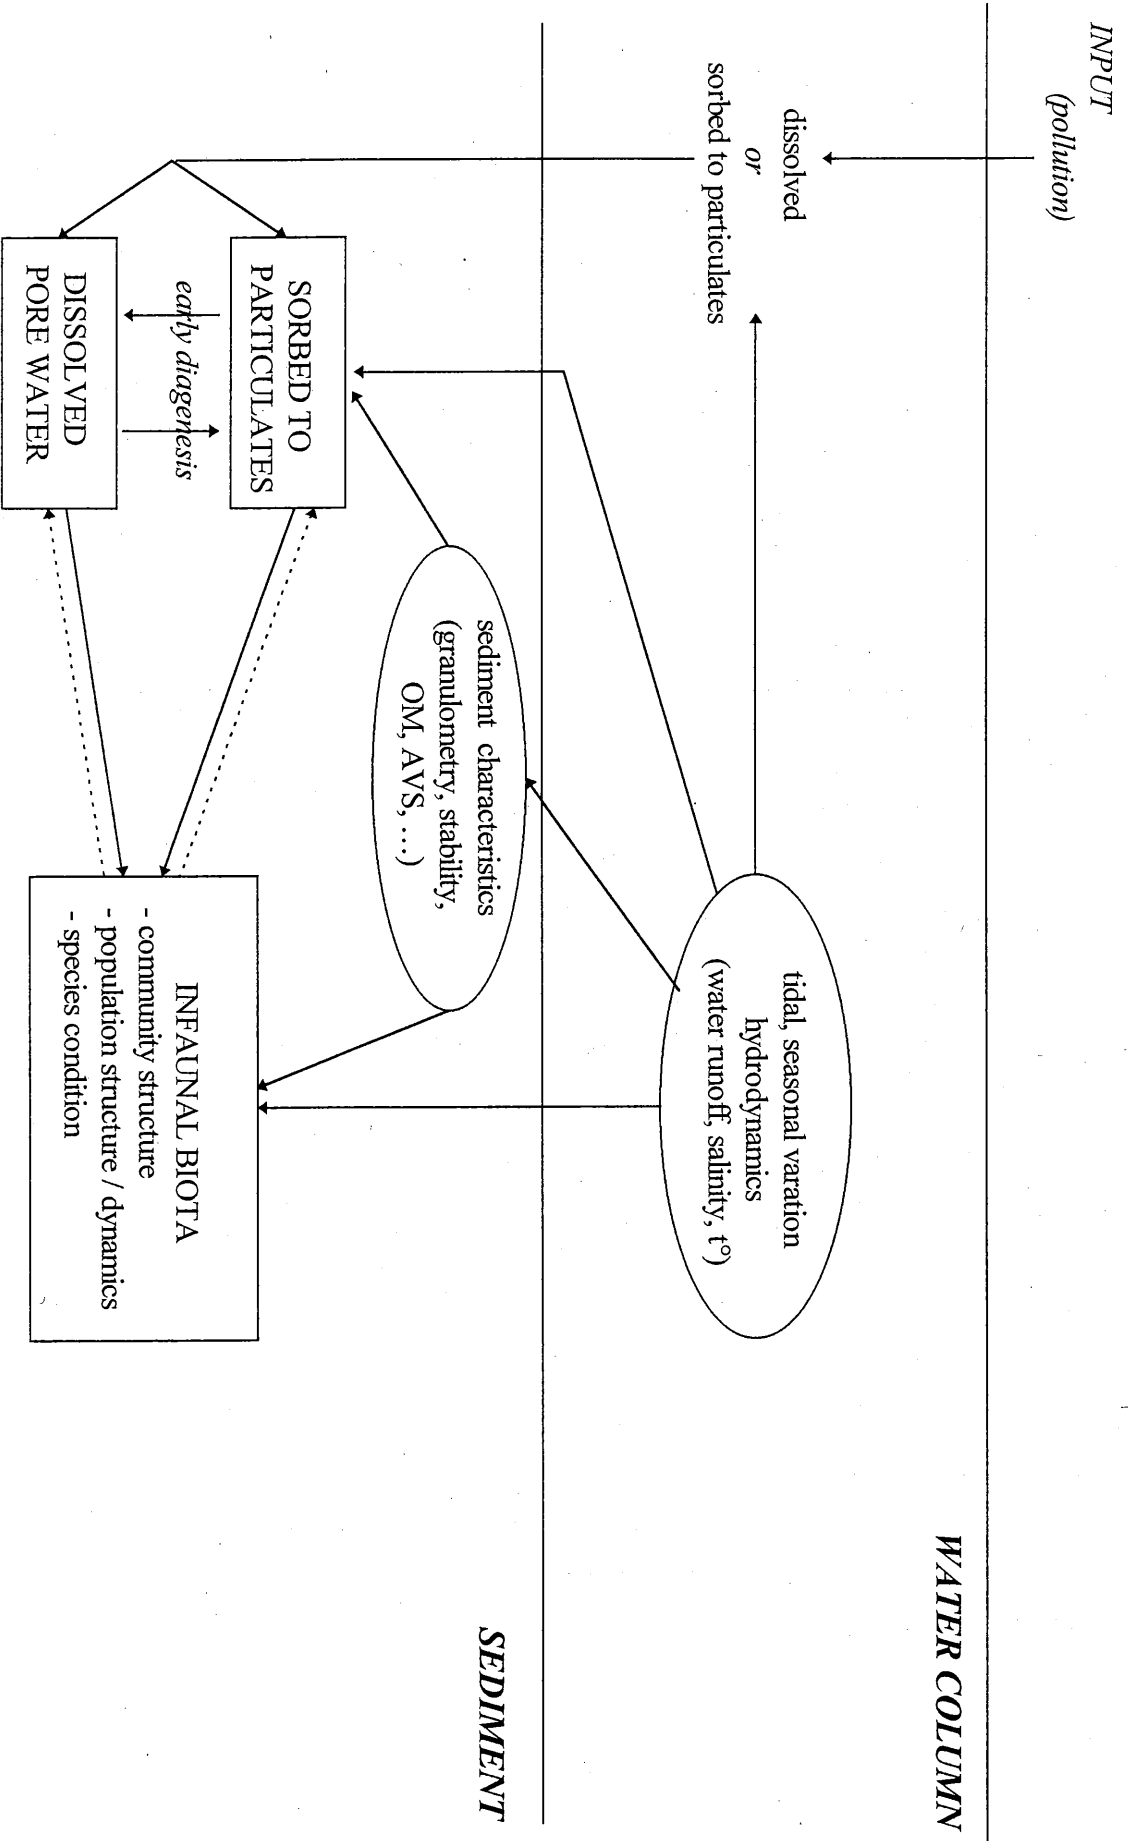 INPUT
(pollution)
WATER COLUMN
dissolved
or
sorbed to particulates
tidal, seasonal varation
hydrodynamics
(water runoff, salinity, t°)
SEDIMENT
sediment characteristics
(granulometry, stability,
OM, AVS, ...)
SORBED TO
PARTICULATES
early diagenesis
DISSOLVED
PORE WATER
INFAUNAL BIOTA
- community structure
- population structure / dynamics
- species condition